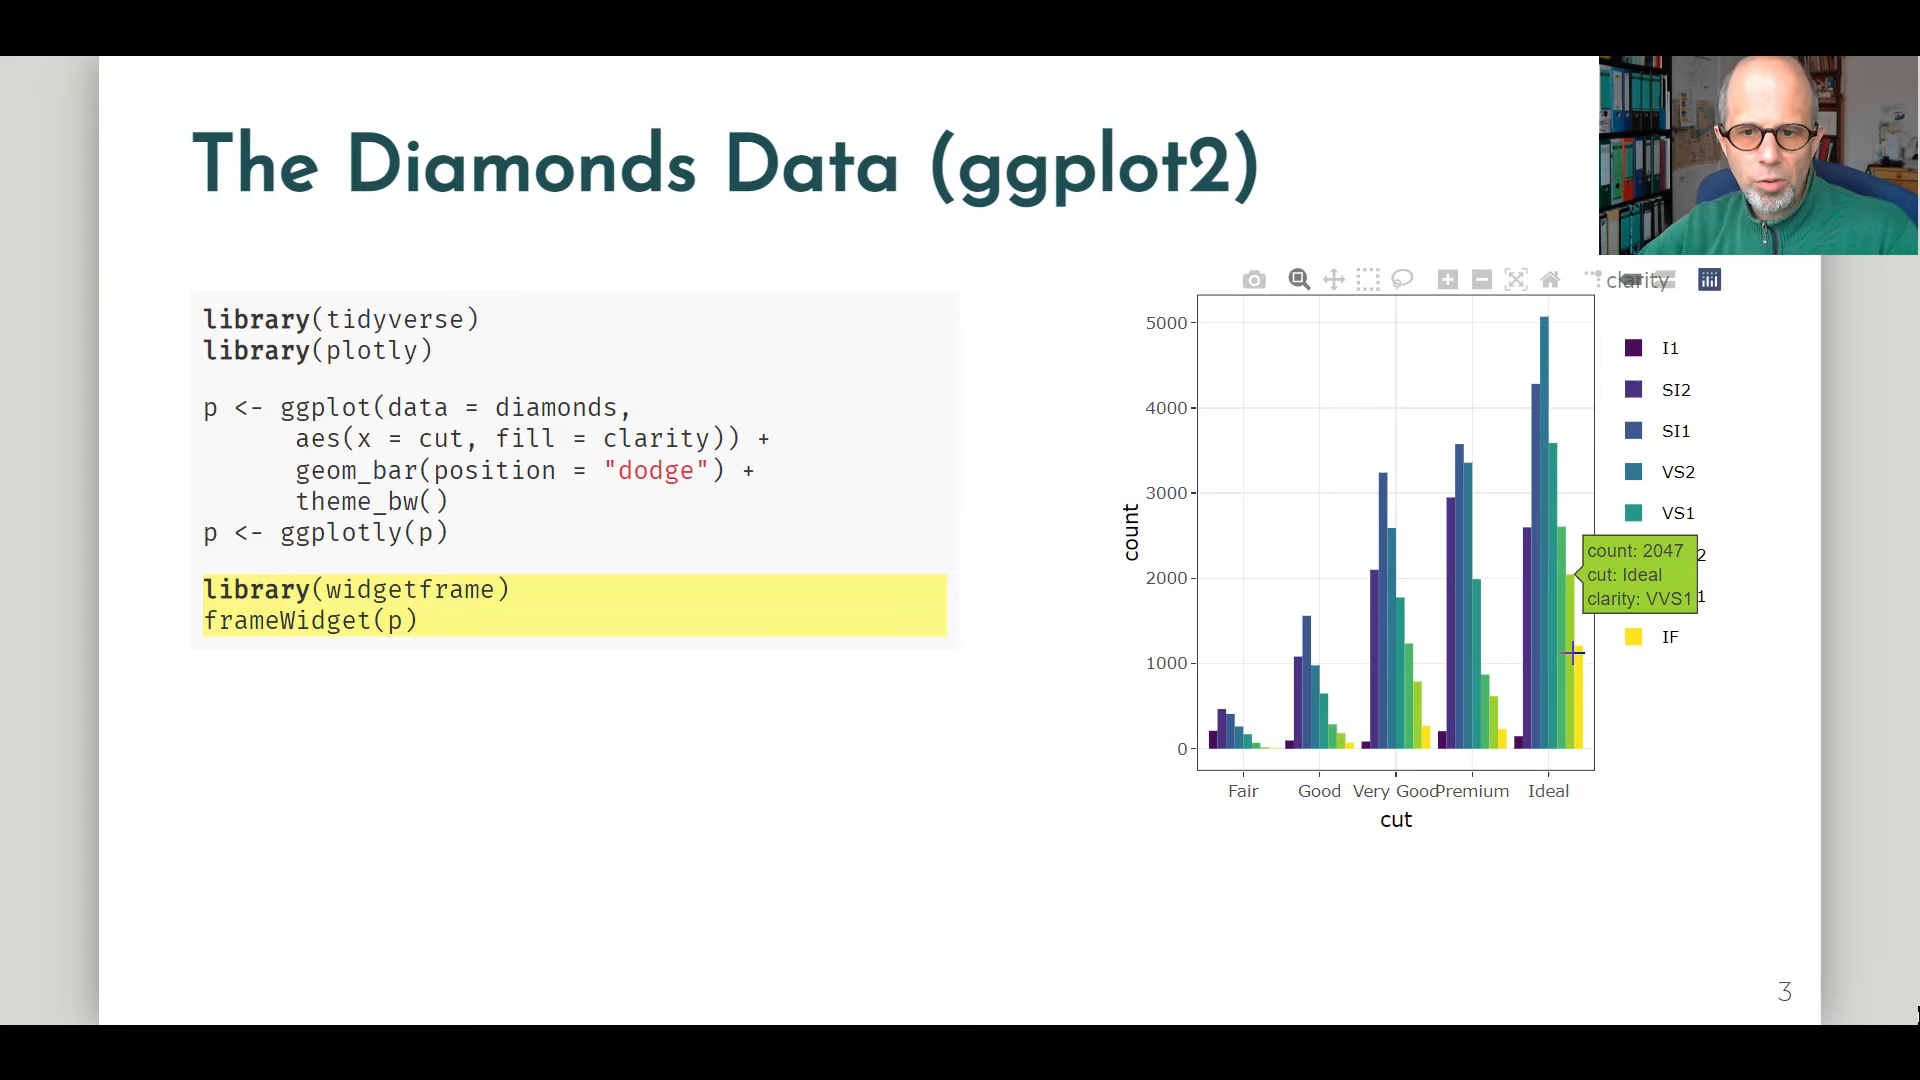 The Diamonds Data (ggplot2)
library(tidyverse)
library(plotly)
p <- ggplot(data = diamonds,
aes(x = cut, fill = clarity)) +
geom_bar(position = "dodge") +
theme_bw()
p <- ggplotly(p)
library(widgetframe)
frameWidget(p)
clarity
5000
4000
3000
2000
1000
0
count
Fair
Good
Very Good
Premium
Ideal
cut
I1
SI2
SI1
VS2
VS1
2
1
IF
count: 2047
cut: Ideal
clarity: VVS1
3